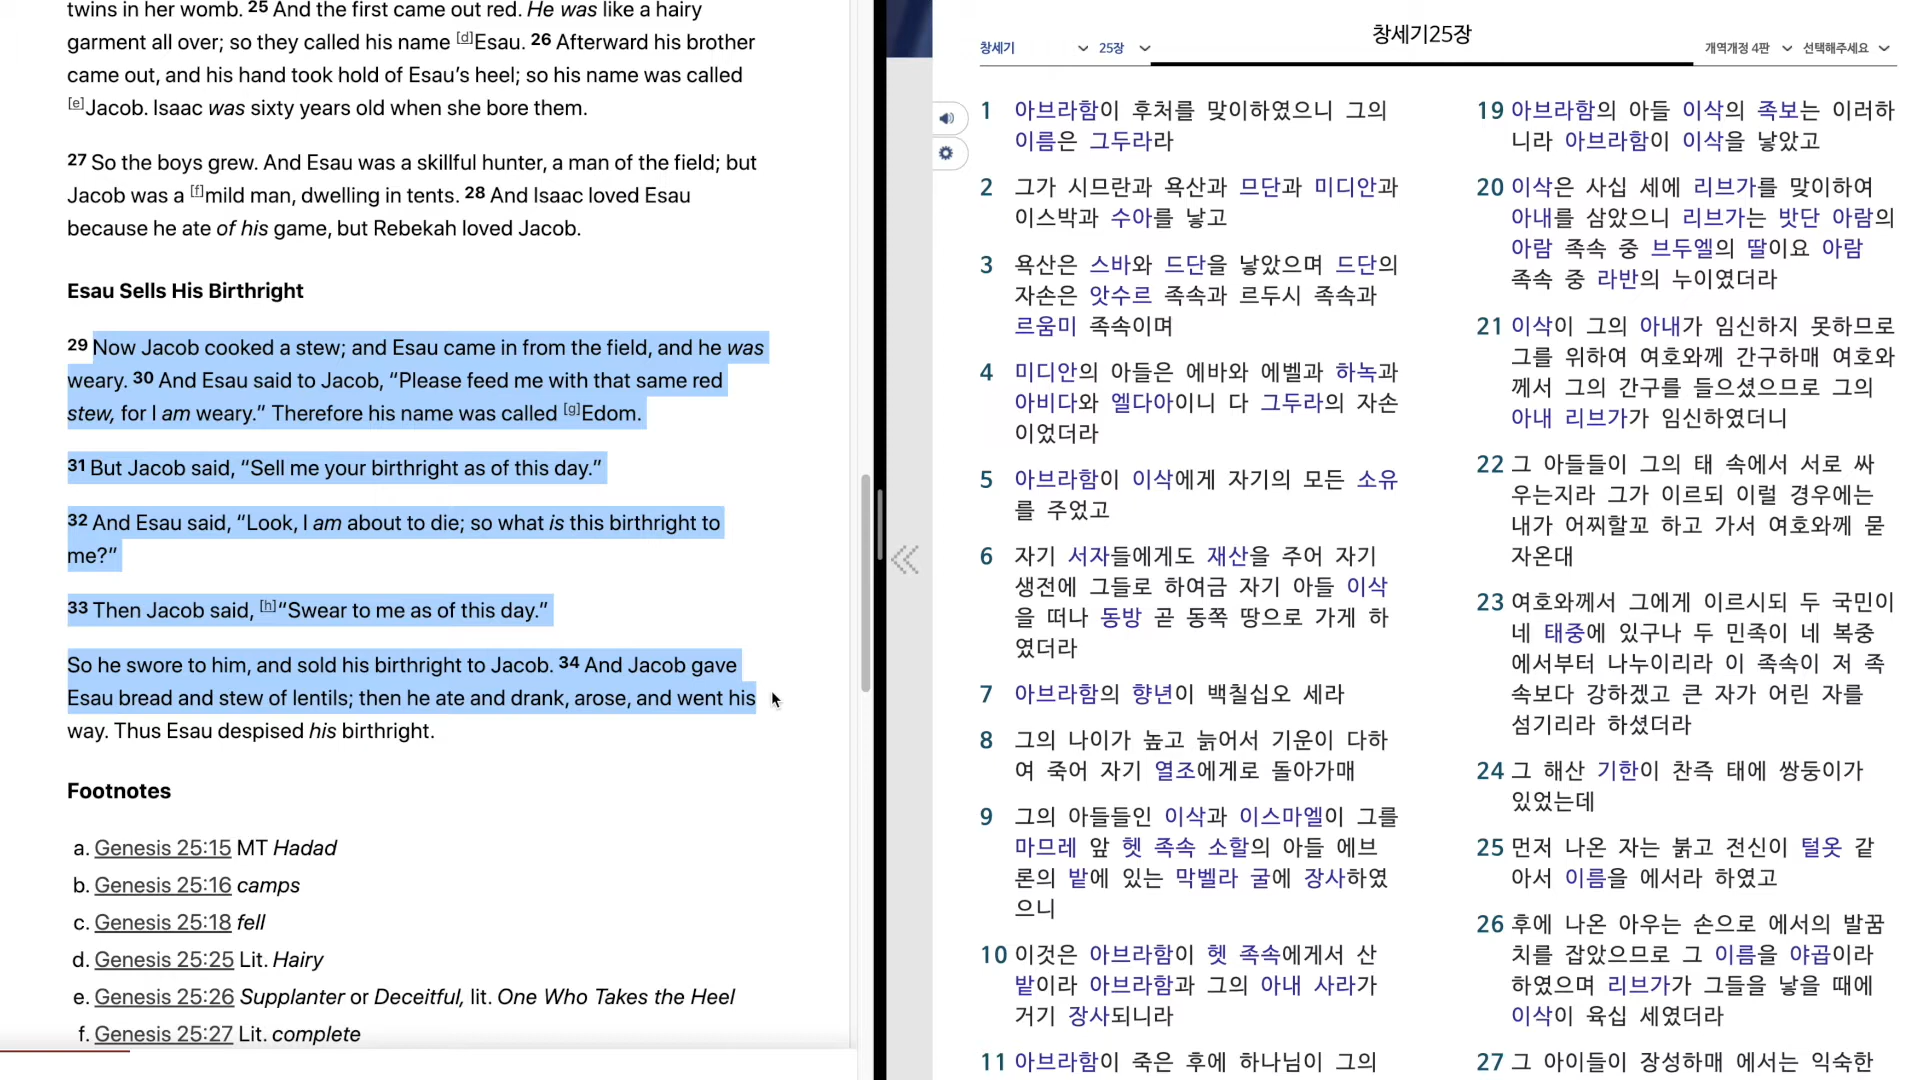 twins in her womb. 25 And the first came out red. He was like a hairy
garment all over; so they called his name [d]Esau. 26 Afterward his brother
came out, and his hand took hold of Esau’s heel; so his name was called
[e]Jacob. Isaac was sixty years old when she bore them.
27 So the boys grew. And Esau was a skillful hunter, a man of the field; but
Jacob was a [f]mild man, dwelling in tents. 28 And Isaac loved Esau
because he ate of his game, but Rebekah loved Jacob.
Esau Sells His Birthright
29 Now Jacob cooked a stew; and Esau came in from the field, and he was
weary. 30 And Esau said to Jacob, “Please feed me with that same red
stew, for I am weary.” Therefore his name was called [g]Edom.
31 But Jacob said, “Sell me your birthright as of this day.”
32 And Esau said, “Look, I am about to die; so what is this birthright to
me?”
33 Then Jacob said, [h]“Swear to me as of this day.”
So he swore to him, and sold his birthright to Jacob. 34 And Jacob gave
Esau bread and stew of lentils; then he ate and drank, arose, and went his
way. Thus Esau despised his birthright.
Footnotes
a. Genesis 25:15 MT Hadad
b. Genesis 25:16 camps
c. Genesis 25:18 fell
d. Genesis 25:25 Lit. Hairy
e. Genesis 25:26 Supplanter or Deceitful, lit. One Who Takes the Heel
f. Genesis 25:27 Lit. complete
창세기25장
창세기 25장 개역개정 4판 선택해주세요
1 아브라함이 후처를 맞이하였으니 그의
이름은 그두라라
2 그가 시므란과 욕산과 므단과 미디안과
이스박과 수아를 낳고
3 욕산은 스바와 드단을 낳았으며 드단의
자손은 앗수르 족속과 르두시 족속과
르움미 족속이며
4 미디안의 아들은 에바와 에벨과 하녹과
아비다와 엘다아이니 다 그두라의 자손
이었더라
5 아브라함이 이삭에게 자기의 모든 소유
를 주었고
6 자기 서자들에게도 재산을 주어 자기
생전에 그들로 하여금 자기 아들 이삭
을 떠나 동방 곧 동쪽 땅으로 가게 하
였더라
7 아브라함의 향년이 백칠십오 세라
8 그의 나이가 높고 늙어서 기운이 다하
여 죽어 자기 열조에게로 돌아가매
9 그의 아들들인 이삭과 이스마엘이 그를
마므레 앞 헷 족속 소할의 아들 에브
론의 밭에 있는 막벨라 굴에 장사하였
으니
10 이것은 아브라함이 헷 족속에게서 산
밭이라 아브라함과 그의 아내 사라가
거기 장사되니라
11 아브라함이 죽은 후에 하나님이 그의
19 아브라함의 아들 이삭의 족보는 이러하
니라 아브라함이 이삭을 낳았고
20 이삭은 사십 세에 리브가를 맞이하여
아내를 삼았으니 리브가는 밧단 아람의
아람 족속 중 브두엘의 딸이요 아람
족속 중 라반의 누이였더라
21 이삭이 그의 아내가 임신하지 못하므로
그를 위하여 여호와께 간구하매 여호와
께서 그의 간구를 들으셨으므로 그의
아내 리브가가 임신하였더니
22 그 아들들이 그의 태 속에서 서로 싸
우는지라 그가 이르되 이럴 경우에는
내가 어찌할꼬 하고 가서 여호와께 묻
자온대
23 여호와께서 그에게 이르시되 두 국민이
네 태중에 있구나 두 민족이 네 복중
에서부터 나누이리라 이 족속이 저 족
속보다 강하겠고 큰 자가 어린 자를
섬기리라 하셨더라
24 그 해산 기한이 찬즉 태에 쌍둥이가
있었는데
25 먼저 나온 자는 붉고 전신이 털옷 같
아서 이름을 에서라 하였고
26 후에 나온 아우는 손으로 에서의 발꿈
치를 잡았으므로 그 이름을 야곱이라
하였으며 리브가가 그들을 낳을 때에
이삭이 육십 세였더라
27 그 아이들이 장성하매 에서는 익숙한